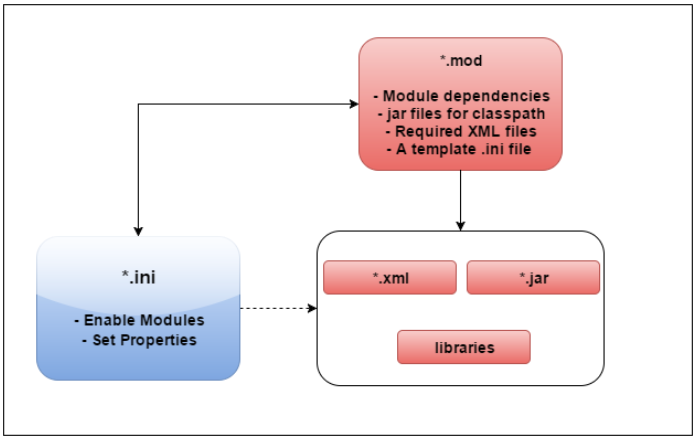 *.mod
- Module dependencies
- jar files for classpath
- Required XML files
- A template .ini file
*.ini
- Enable Modules
- Set Properties
*.xml
*.jar
libraries